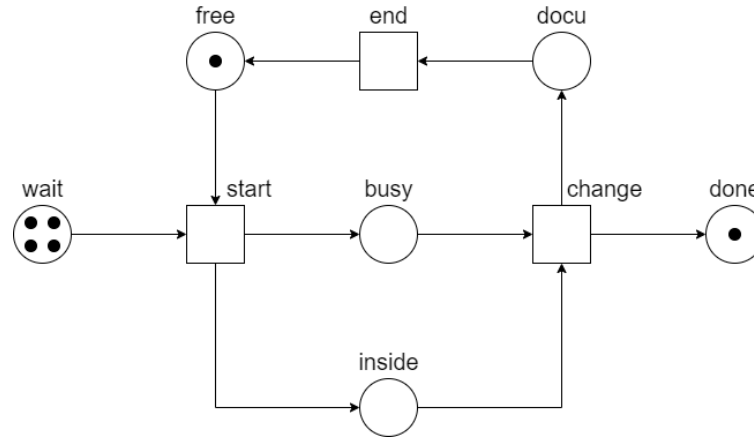 free
end
docu
wait
start
busy
change
done
inside